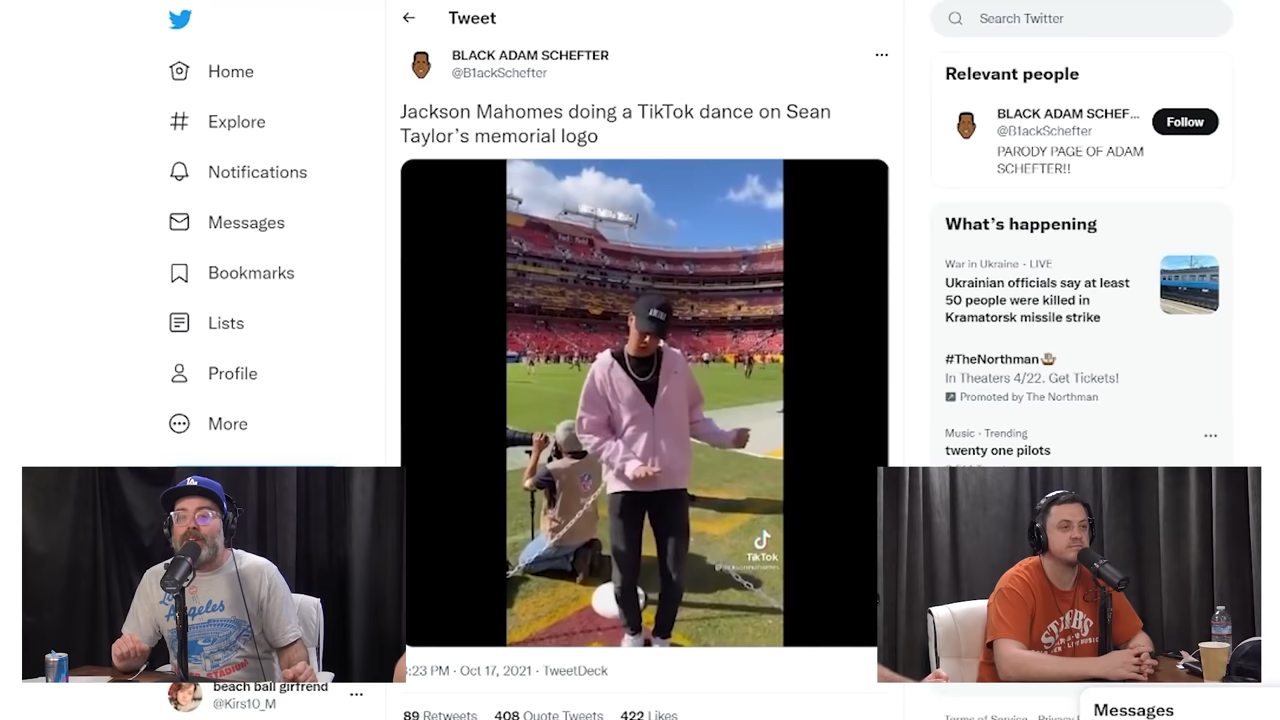 Tweet
Search Twitter
BLACK ADAM SCHEFTER
@B1ackSchefter
Jackson Mahomes doing a TikTok dance on Sean
Taylor’s memorial logo
Home
Explore
Notifications
Messages
Bookmarks
Lists
Profile
More
Relevant people
BLACK ADAM SCHEF...
@B1ackSchefter
Follow
PARODY PAGE OF ADAM
SCHEFTER!!
What’s happening
War in Ukraine · LIVE
Ukrainian officials say at least
50 people were killed in
Kramatorsk missile strike
#TheNorthman
In Theaters 4/22. Get Tickets!
Promoted by The Northman
Music · Trending
twenty one pilots
TikTok
LA
Los Angeles
STADIUM
:23 PM · Oct 17, 2021 · TweetDeck
89 Retweets 408 Quote Tweets 422 Likes
beach ball girfrend
@Kirs10_M
Messages